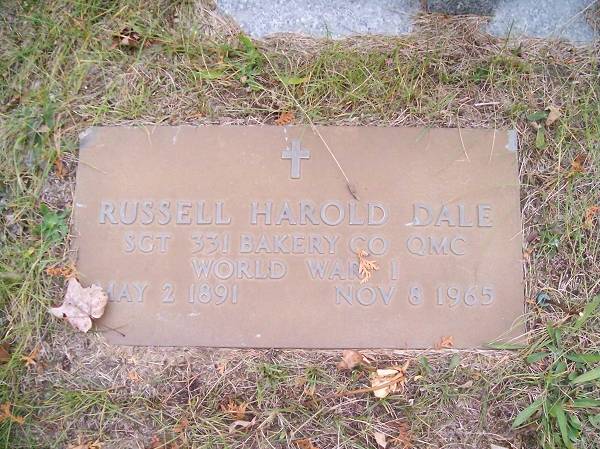 RUSSELL HAROLD DALE
SGT 331 BAKERY CO QMC
WORLD WAR I
MAY 2 1891 NOV 8 1965